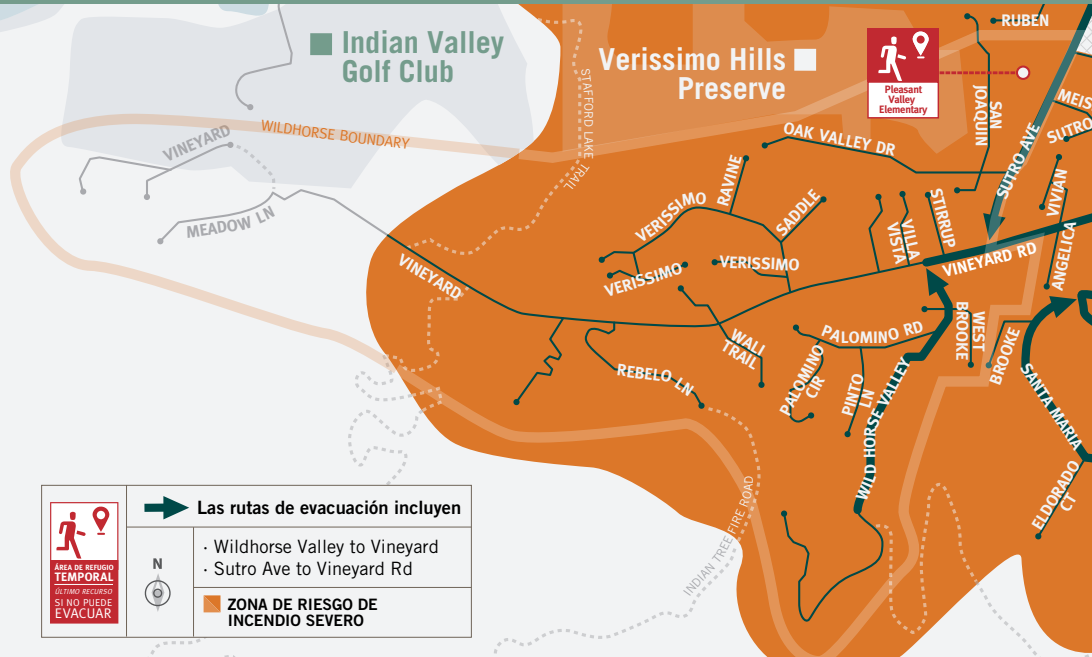 Indian Valley
Golf Club
Verissimo Hills
Preserve
Pleasant
Valley
Elementary
RUBEN
SAN
JOAQUIN
MEIS
SUTRO
SUTRO AVE
STAFFORD LAKE
TRAIL
WILDHORSE BOUNDARY
VINEYARD
MEADOW LN
OAK VALLEY DR
RAVINE
VERISSIMO
SADDLE
STIRRUP
VILLA
VISTA
VIVIAN
ANGELICA
VINEYARD RD
VERISSIMO
VERISSIMO
VINEYARD
WALI
TRAIL
PALOMINO RD
PALOMINO
CIR
PINTO
LN
WEST
BROOKE
BROOKE
REBELO LN
WILD HORSE VALLEY
SANTA MARIA
ELDORADO
CT
INDIAN TREE FIRE ROAD
ÁREA DE REFUGIO
TEMPORAL
ÚLTIMO RECURSO
SI NO PUEDE
EVACUAR
Las rutas de evacuación incluyen
N
· Wildhorse Valley to Vineyard
· Sutro Ave to Vineyard Rd
ZONA DE RIESGO DE
INCENDIO SEVERO